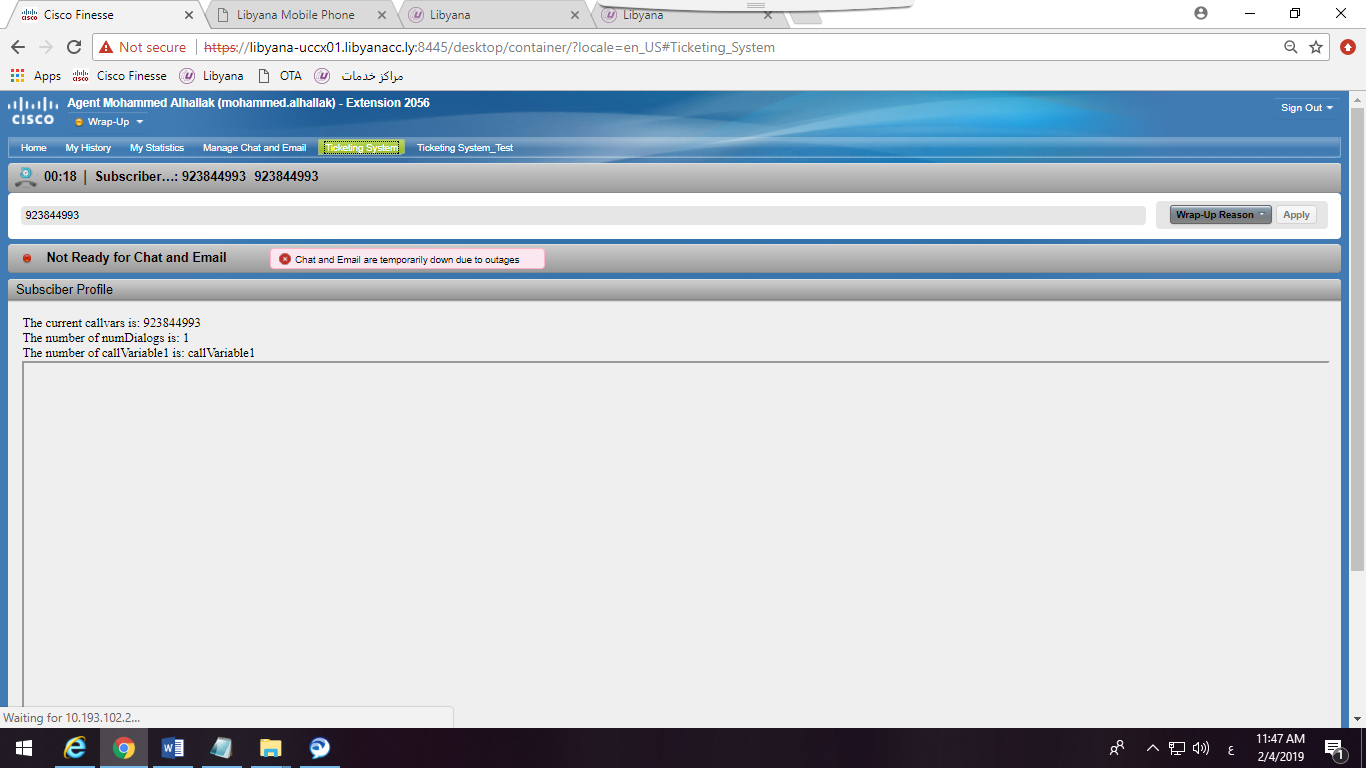 Cisco Finesse
Libyana Mobile Phone
Libyana
Libyana
Not secure
https://libyana-uccx01.libyanacc.ly:8445/desktop/container/?locale=en_US#Ticketing_System
Apps
Cisco Finesse
Libyana
OTA
مراكز خدمات
CISCO
Agent Mohammed Alhallak (mohammed.alhallak) - Extension 2056
Wrap-Up
Sign Out
Home
My History
My Statistics
Manage Chat and Email
Ticketing System
Ticketing System_Test
00:18 | Subscriber...: 923844993 923844993
923844993
Wrap-Up Reason
Apply
Not Ready for Chat and Email
Chat and Email are temporarily down due to outages
Subsciber Profile
The current callvars is: 923844993
The number of numDialogs is: 1
The number of callVariable1 is: callVariable1
Waiting for 10.193.102.2...
ع
11:47 AM
2/4/2019
1